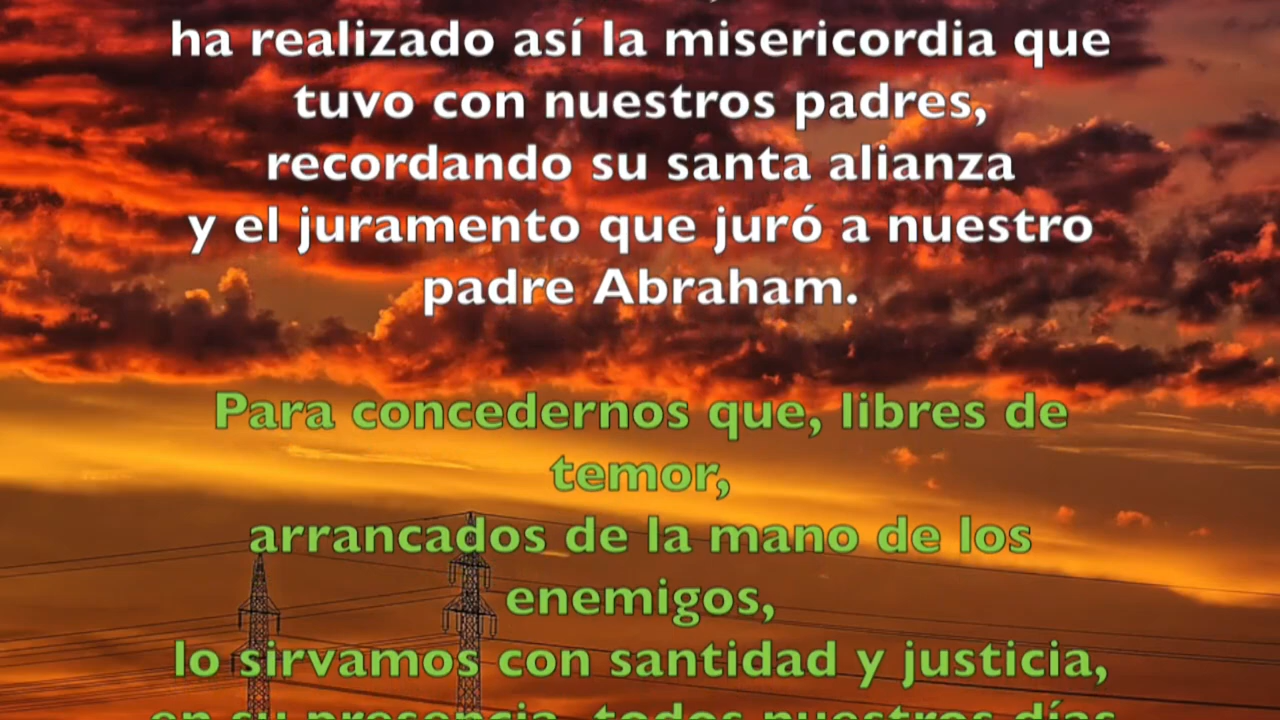 ha realizado así la misericordia que
tuvo con nuestros padres,
recordando su santa alianza
y el juramento que juró a nuestro
padre Abraham.
Para concedernos que, libres de
temor,
arrancados de la mano de los
enemigos,
lo sirvamos con santidad y justicia,
en su presencia, todos nuestros días